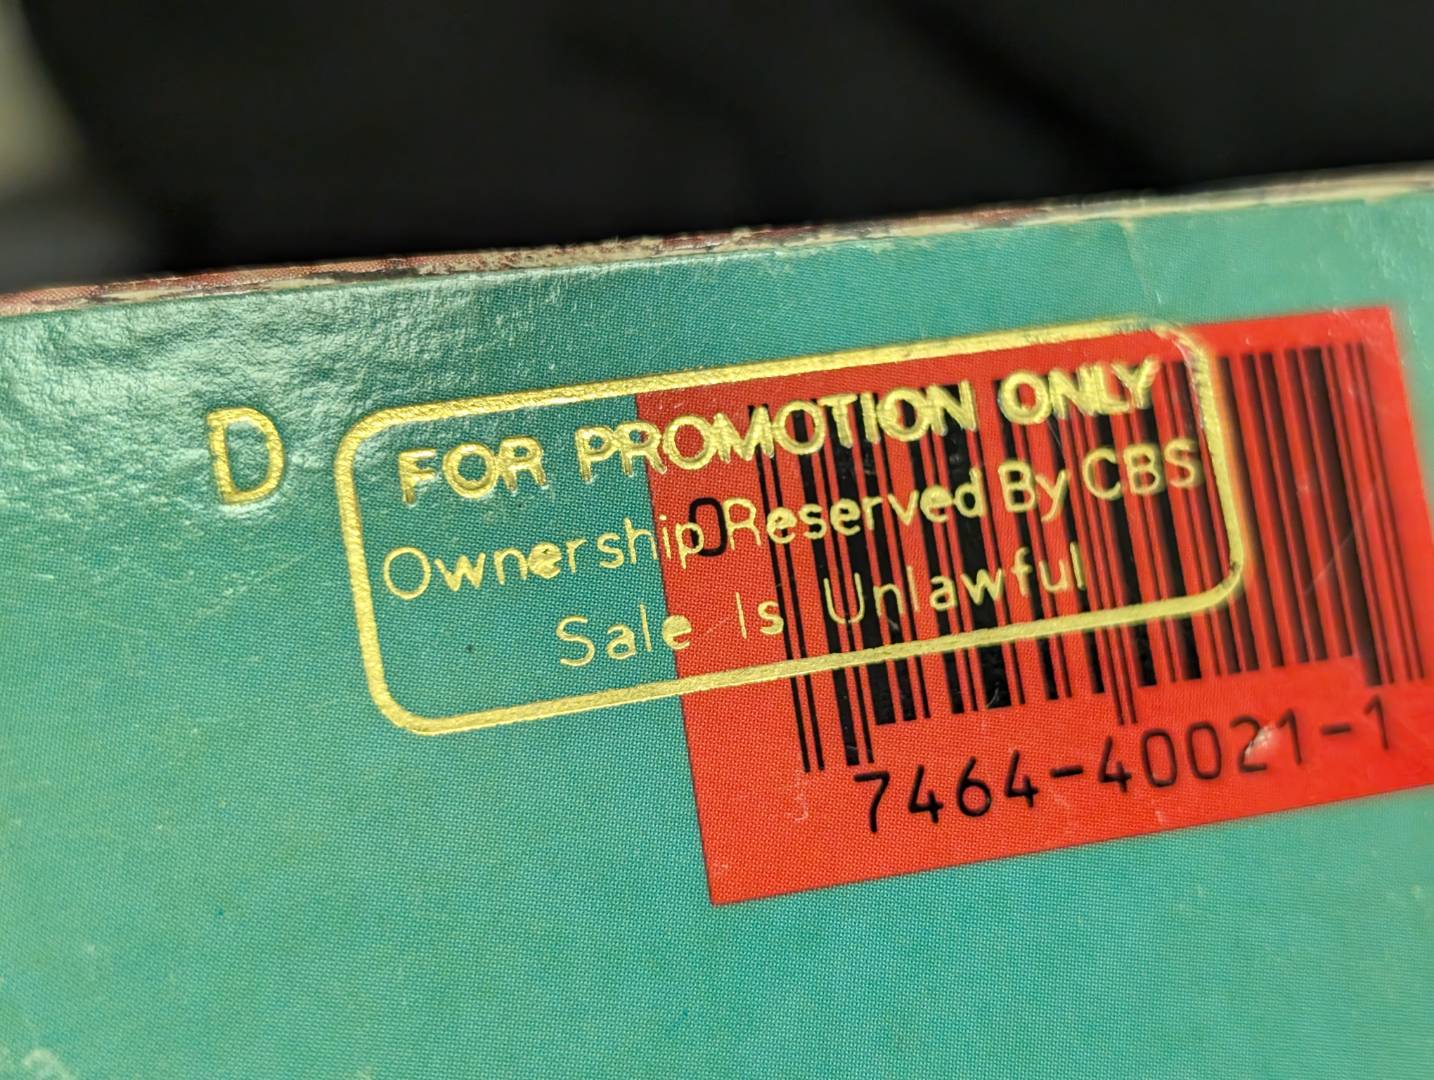 D
FOR PROMOTION ONLY
Ownership Reserved By CBS
Sale Is Unlawful
0
7464-40021-1